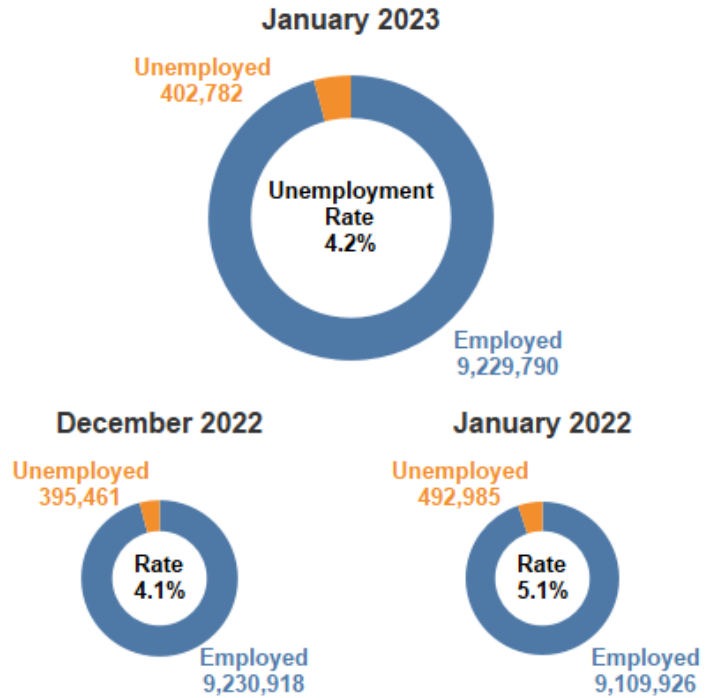 January 2023
Unemployed
402,782
Unemployment
Rate
4.2%
Employed
9,229,790
December 2022
Unemployed
395,461
Rate
4.1%
Employed
9,230,918
January 2022
Unemployed
492,985
Rate
5.1%
Employed
9,109,926